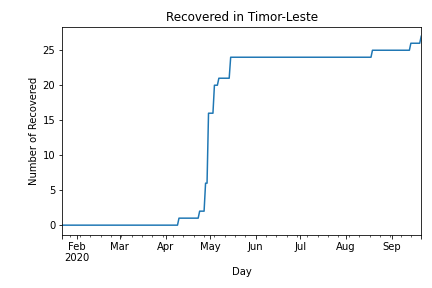 Recovered in Timor-Leste
Number of Recovered
25
20
15
10
5
0
Feb Mar Apr May Jun Jul Aug Sep
2020
Day